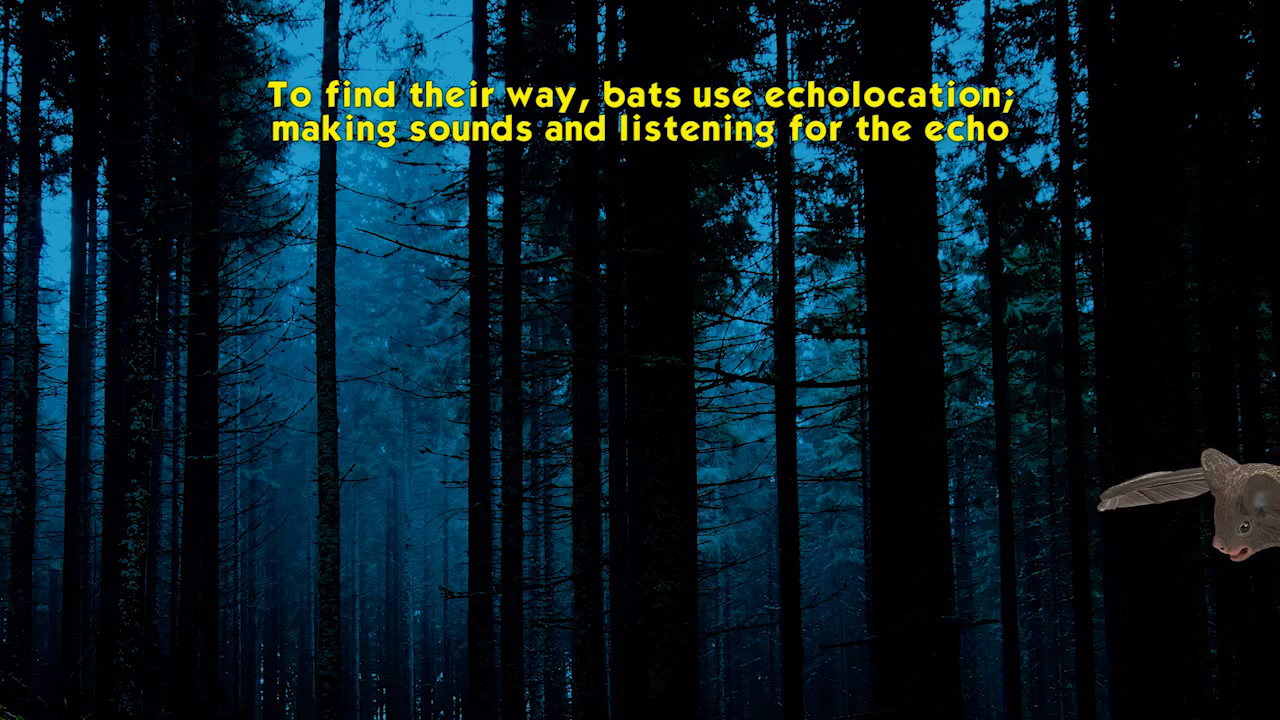 To find their way, bats use echolocation;
making sounds and listening for the echo